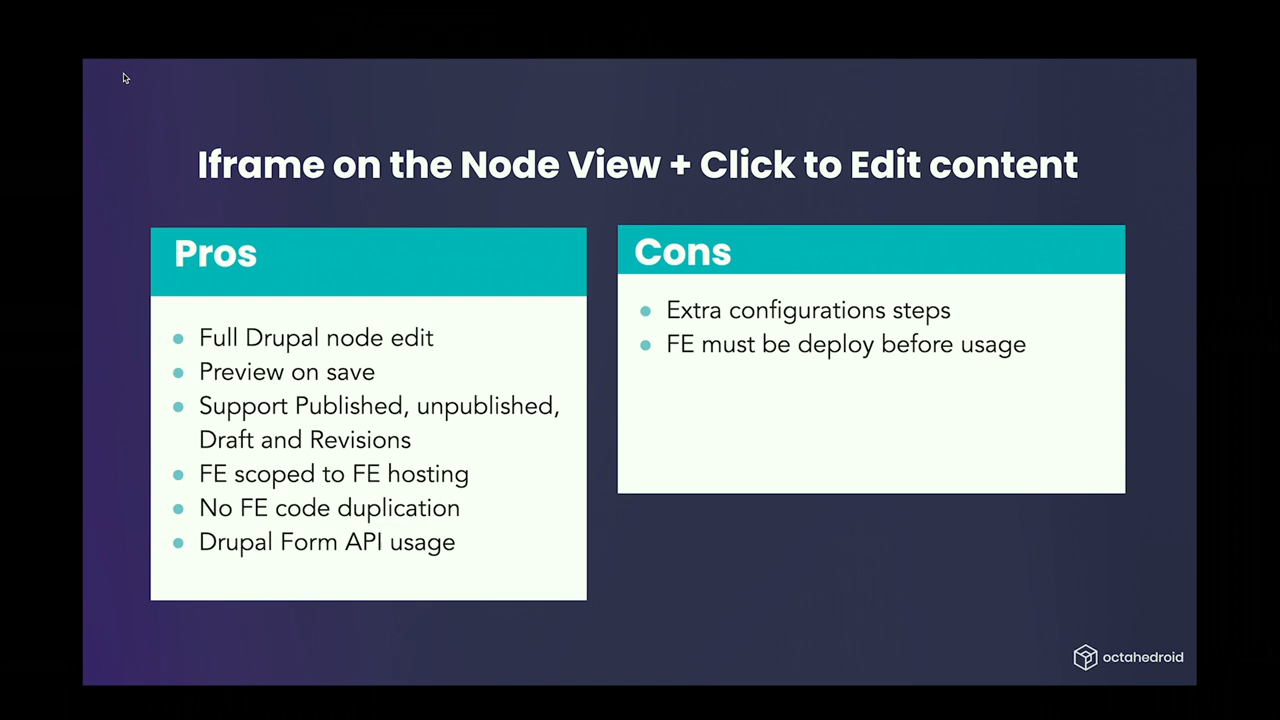 Iframe on the Node View + Click to Edit content
Pros
Full Drupal node edit
Preview on save
Support Published, unpublished,
Draft and Revisions
FE scoped to FE hosting
No FE code duplication
Drupal Form API usage
Cons
Extra configurations steps
FE must be deploy before usage
octahedroid